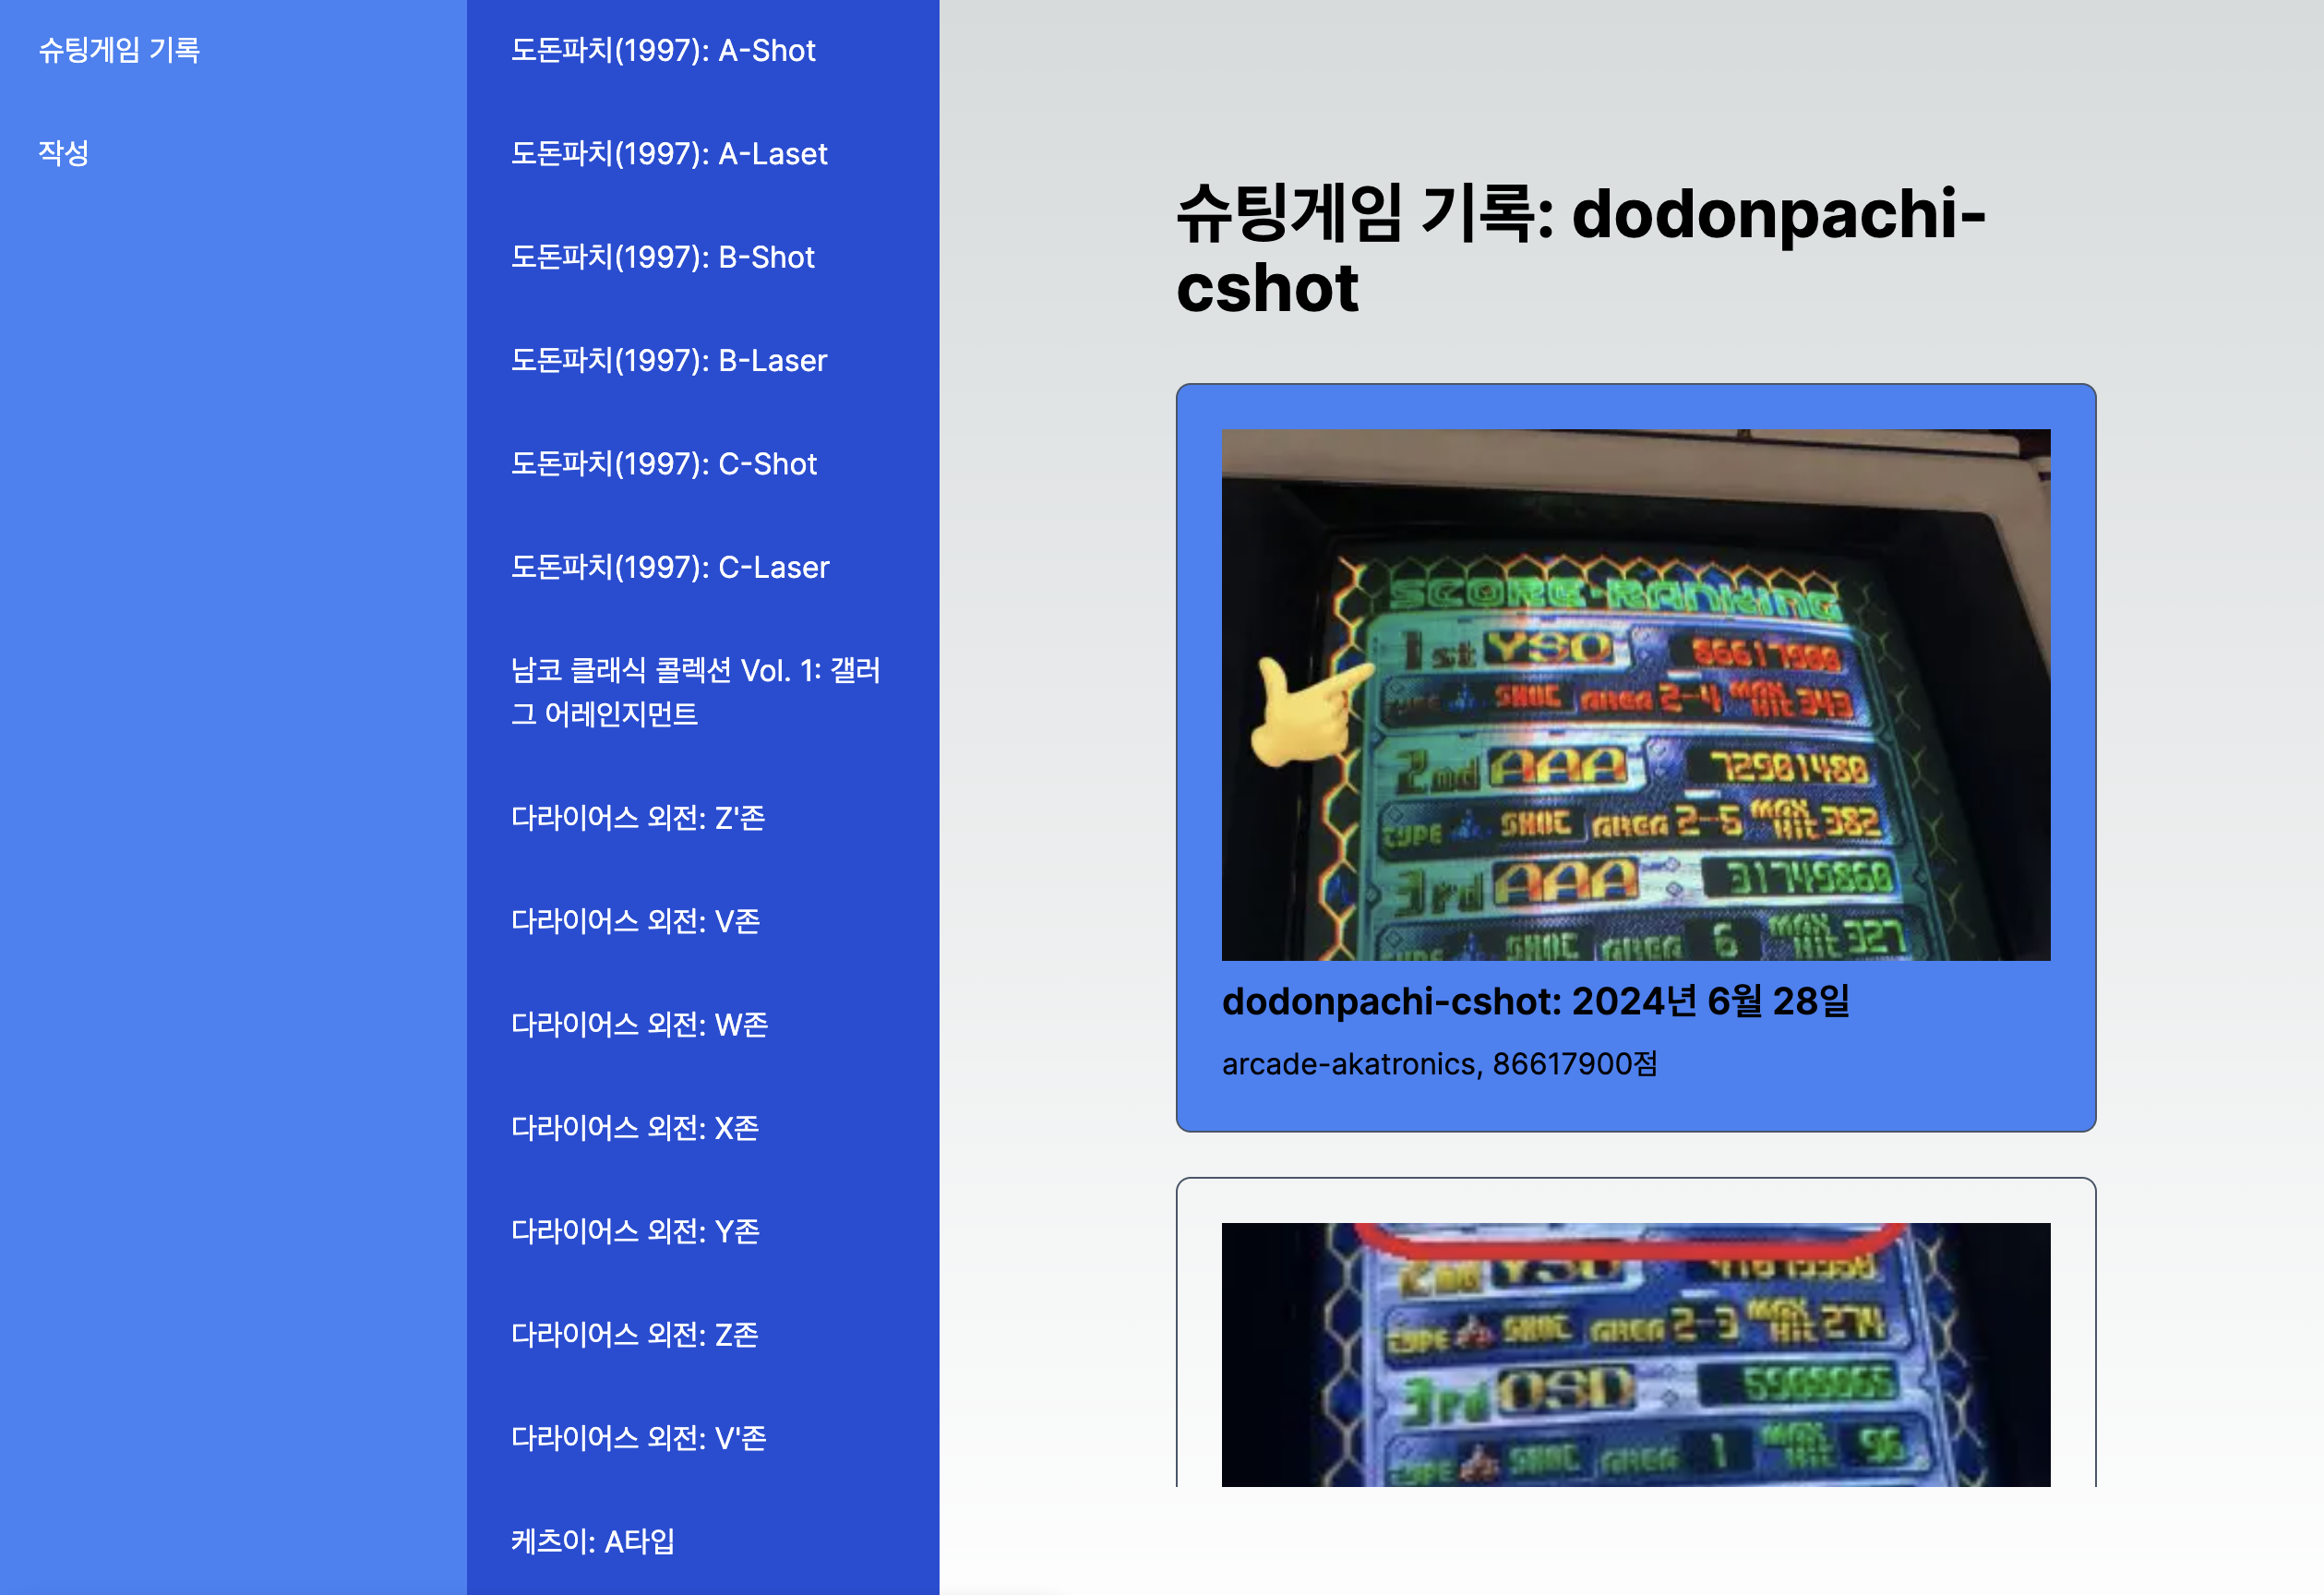 슈팅게임 기록
작성
도돈파치(1997): A-Shot
도돈파치(1997): A-Laset
도돈파치(1997): B-Shot
도돈파치(1997): B-Laser
도돈파치(1997): C-Shot
도돈파치(1997): C-Laser
남코 클래식 콜렉션 Vol. 1: 갤러
그 어레인지먼트
다라이어스 외전: Z'존
다라이어스 외전: V존
다라이어스 외전: W존
다라이어스 외전: X존
다라이어스 외전: Y존
다라이어스 외전: Z존
다라이어스 외전: V'존
케츠이: A타입
슈팅게임 기록: dodonpachi-
cshot
SCORE-RANKING
1st YSO 86617900
SHOT AREA 2-4 MAX Hit 343
2nd AAA 72901480
TYPE SHOT AREA 2-5 MAX Hit 382
3rd AAA 31749860
TYPE SHOT AREA 6 MAX Hit 327
dodonpachi-cshot: 2024년 6월 28일
arcade-akatronics, 86617900점
2nd YSO
TYPE SHOT AREA 2-3 MAX Hit 274
3rd OSD
TYPE SHOT AREA 1 MAX Hit 96